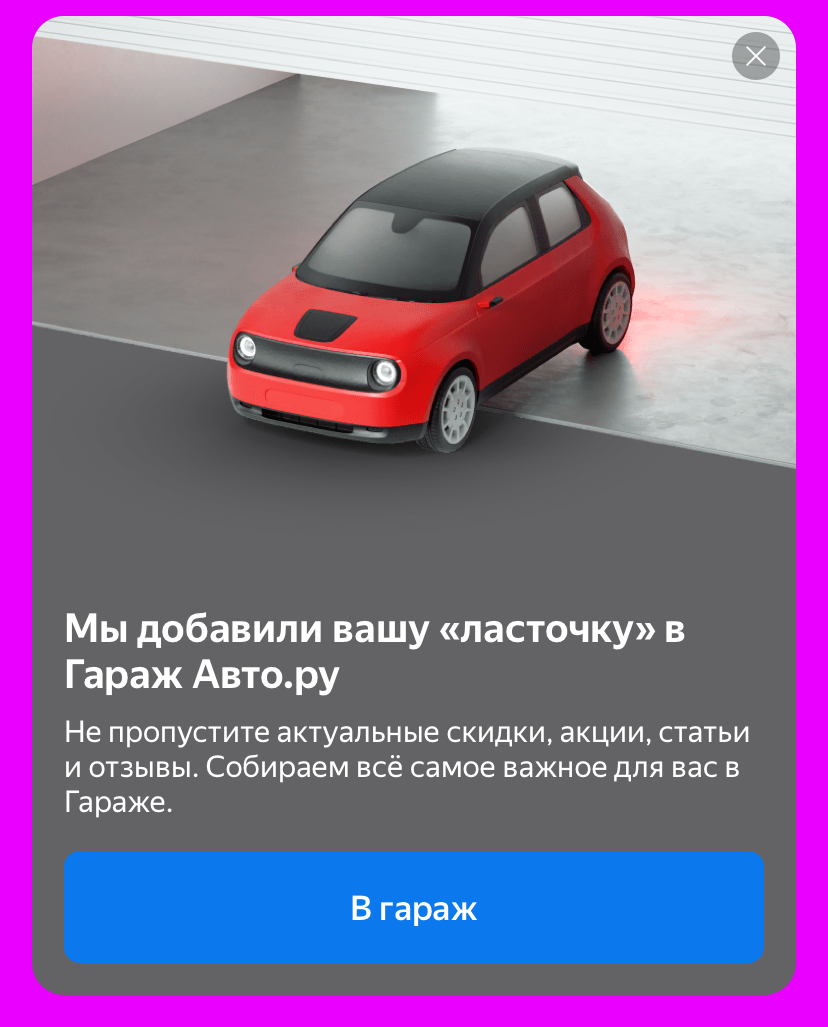 Мы добавили вашу «ласточку» в
Гараж Авто.ру
Не пропустите актуальные скидки, акции, статьи
и отзывы. Собираем всё самое важное для вас в
Гараже.
В гараж